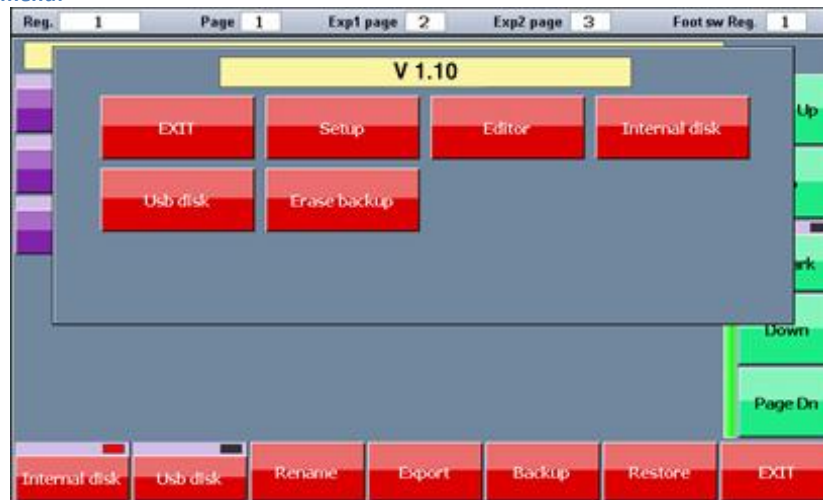 Reg. 1 Page 1 Exp1 page 2 Exp2 page 3 Foot sw Reg. 1
V 1.10
EXIT Setup Editor Internal disk
Up
Usb disk Erase backup
Down
Page Dn
Internal disk Usb disk Rename Export Backup Restore EXIT